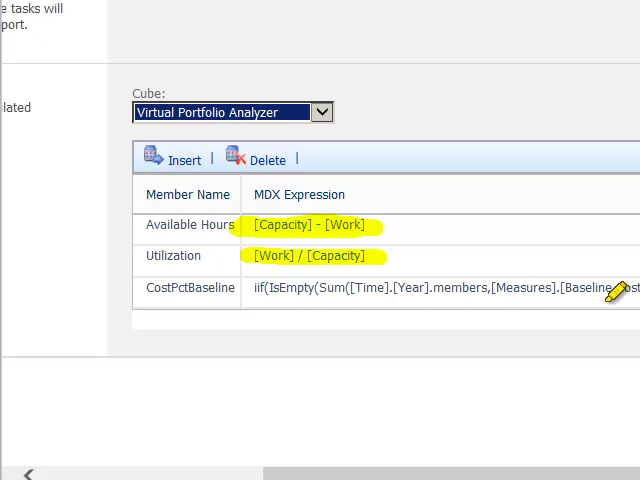 e tasks will
port.
lated
Cube:
Virtual Portfolio Analyzer
Insert | Delete |
Member Name MDX Expression
Available Hours [Capacity] - [Work]
Utilization [Work] / [Capacity]
CostPctBaseline iif(IsEmpty(Sum([Time].[Year].members,[Measures].[Baseline Cost